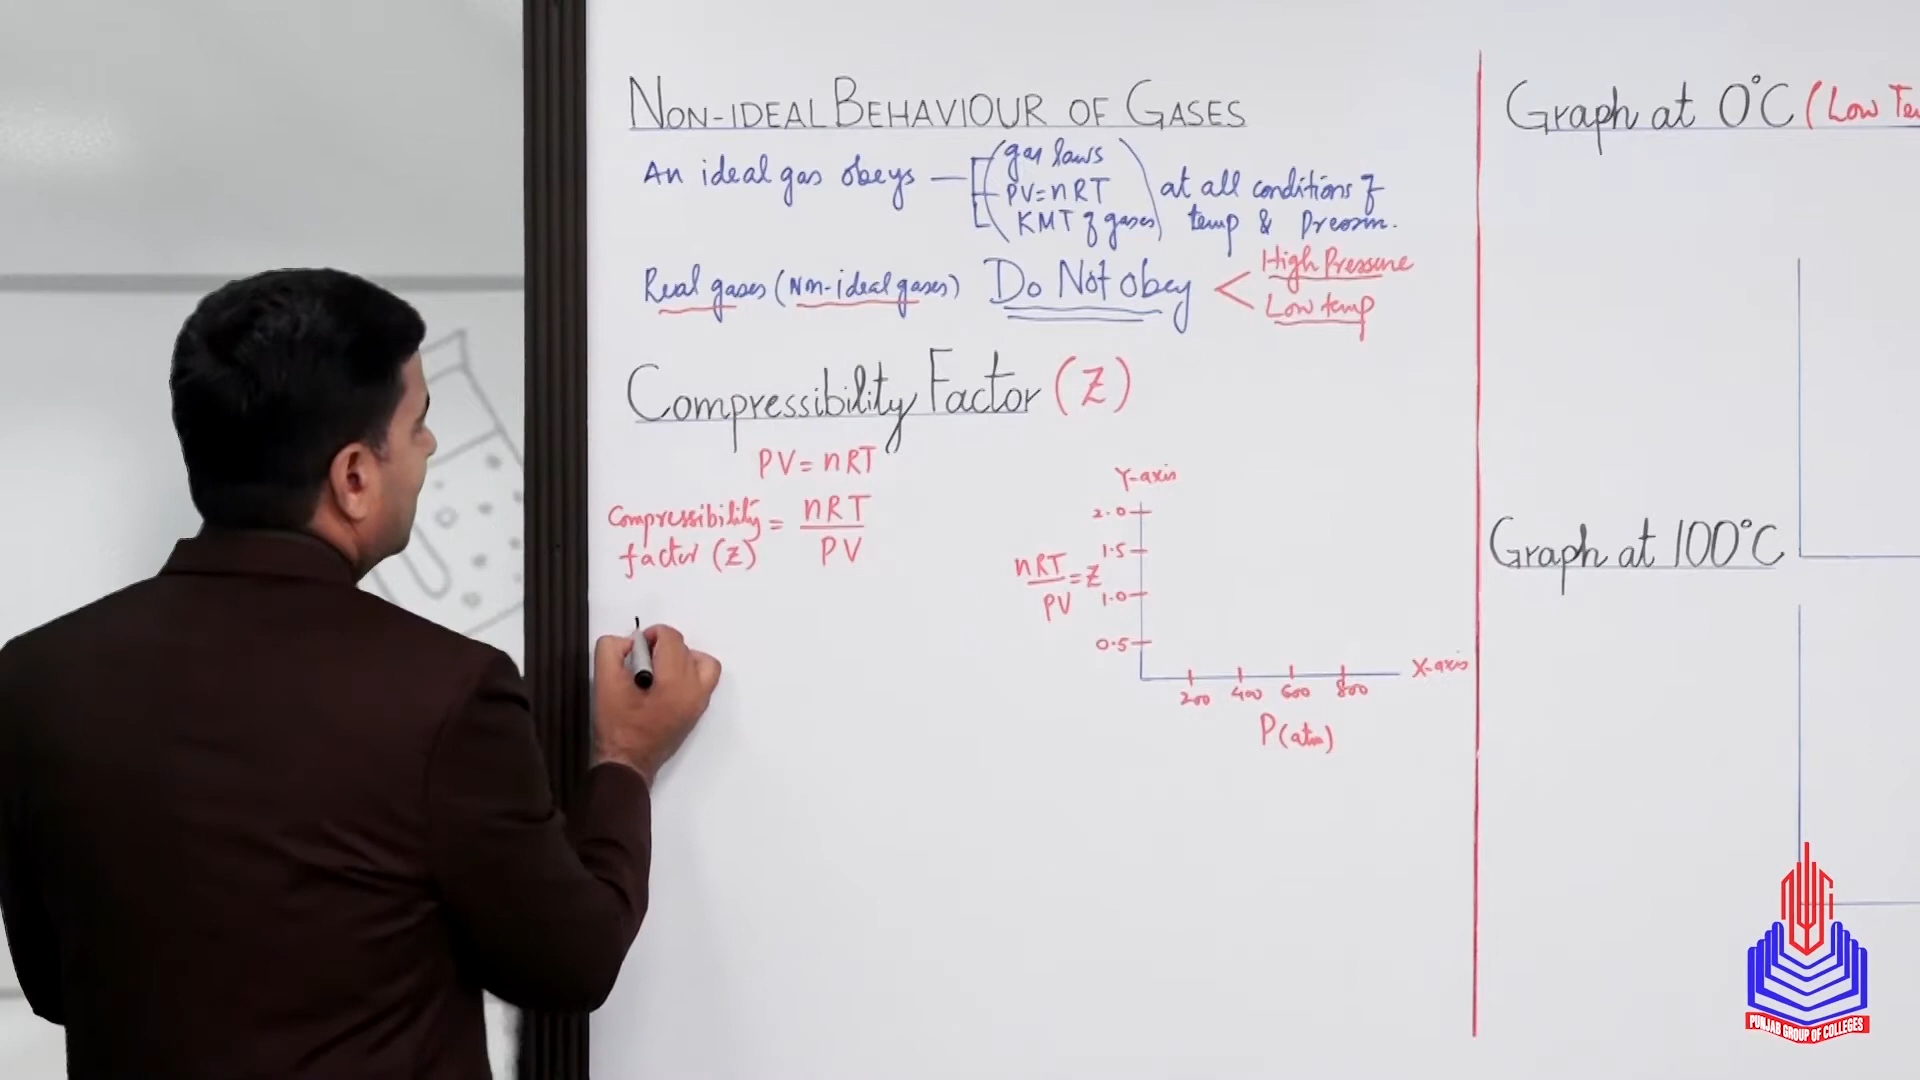 NON-IDEAL BEHAVIOUR OF GASES
An ideal gas obeys
gas laws
PV=nRT
KMT of gases
at all conditions of
temp &
Real gases (Non-ideal gases) Do Not obey
High Pressure
Low temp
Compressibility Factor (Z)
PV=nRT
Compressibility
factor (Z)
=
nRT
PV
Y-axis
2.0
1.5
1.0
0.5
nRT
PV
=Z
X-axis
200 400 600 800
P(atm)
Graph at 0°C (Low Te
Graph at 100°C
PUNJAB GROUP OF COLLEGES